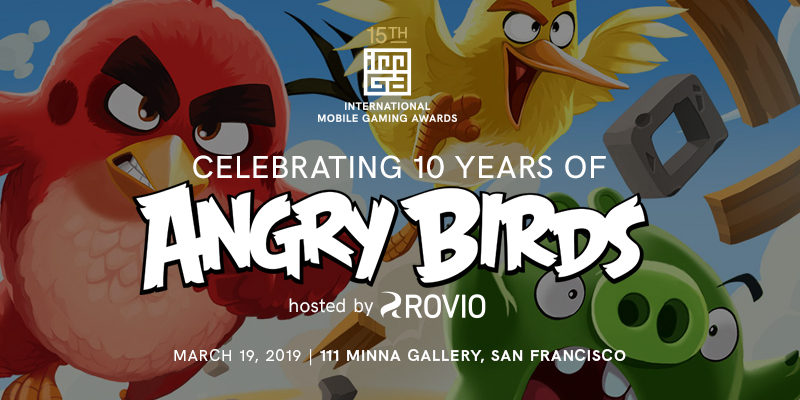 15TH
imga
INTERNATIONAL
MOBILE GAMING AWARDS
CELEBRATING 10 YEARS OF
ANGRY BIRDS
hosted by ROVIO
MARCH 19, 2019 | 111 MINNA GALLERY, SAN FRANCISCO